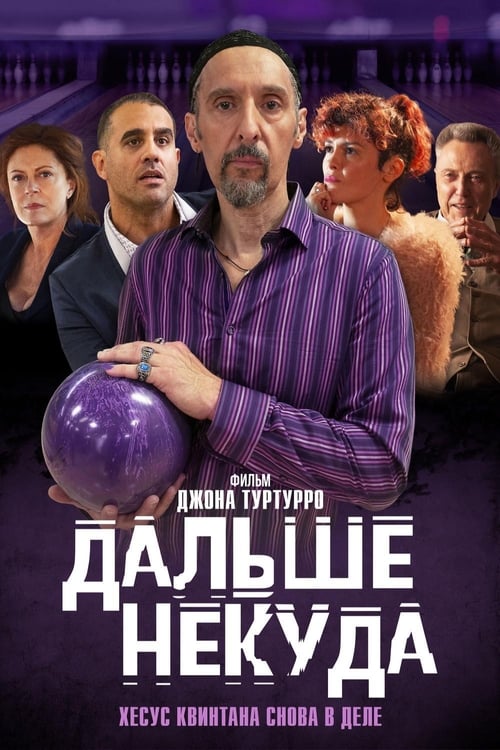 ФИЛЬМ
ДЖОНА ТУРТУРРО
ДАЛЬШЕ
НЕКУДА
ХЕСУС КВИНТАНА СНОВА В ДЕЛЕ